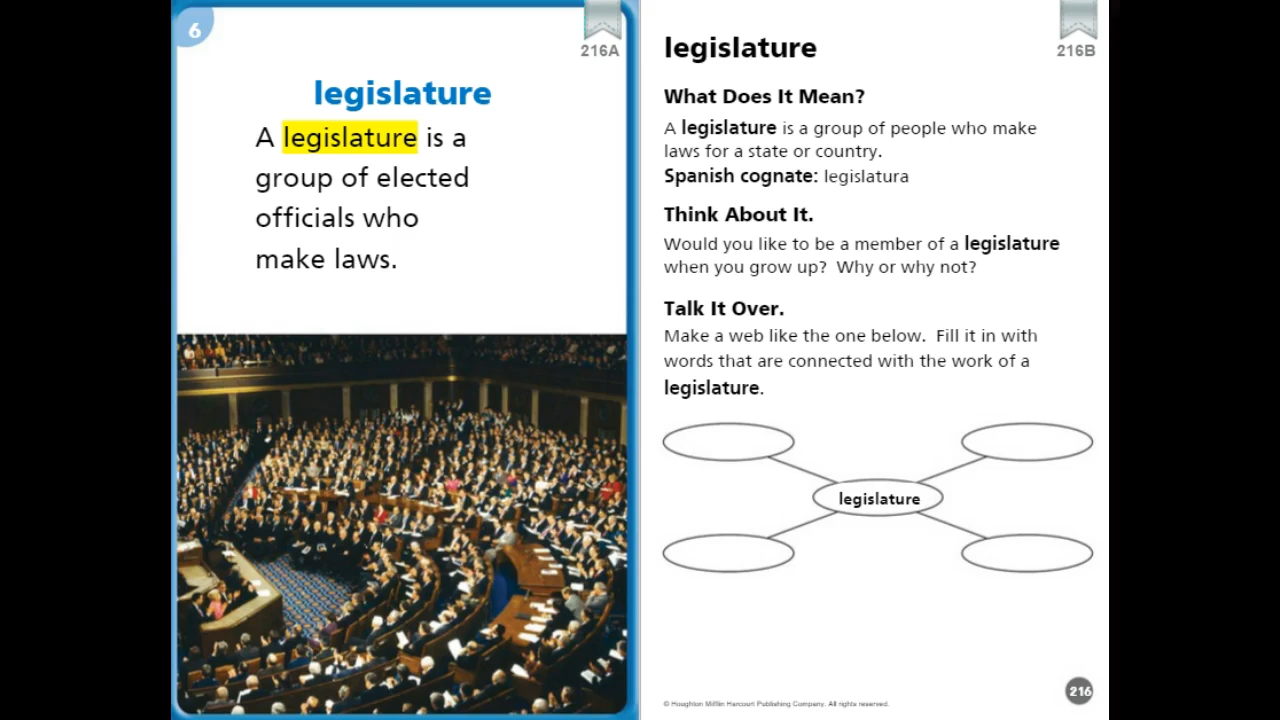 6
216A
legislature
A legislature is a
group of elected
officials who
make laws.
216B
legislature
What Does It Mean?
A legislature is a group of people who make
laws for a state or country.
Spanish cognate: legislatura
Think About It.
Would you like to be a member of a legislature
when you grow up? Why or why not?
Talk It Over.
Make a web like the one below. Fill it in with
words that are connected with the work of a
legislature.
legislature
216
© Houghton Mifflin Harcourt Publishing Company. All rights reserved.